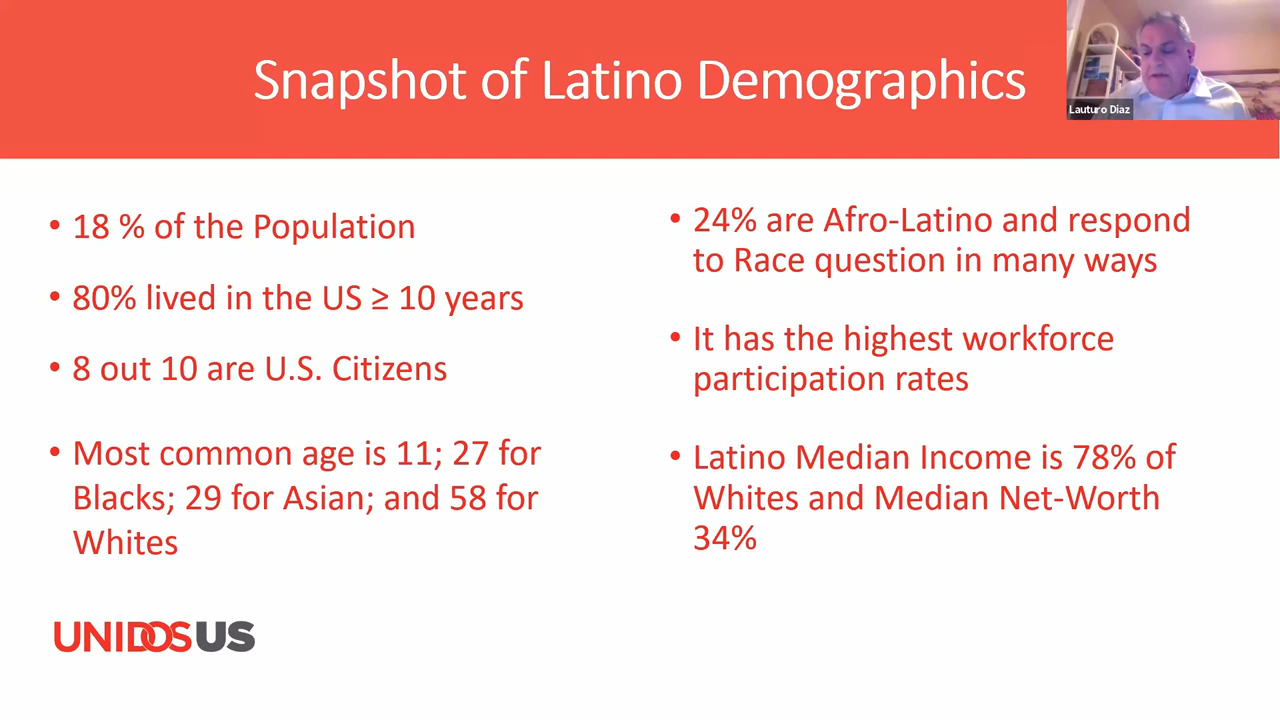 Snapshot of Latino Demographics
Lauturo Diaz
• 18 % of the Population
• 80% lived in the US ≥ 10 years
• 8 out 10 are U.S. Citizens
• Most common age is 11; 27 for
Blacks; 29 for Asian; and 58 for
Whites
• 24% are Afro-Latino and respond
to Race question in many ways
• It has the highest workforce
participation rates
• Latino Median Income is 78% of
Whites and Median Net-Worth
34%
UNIDOSUS